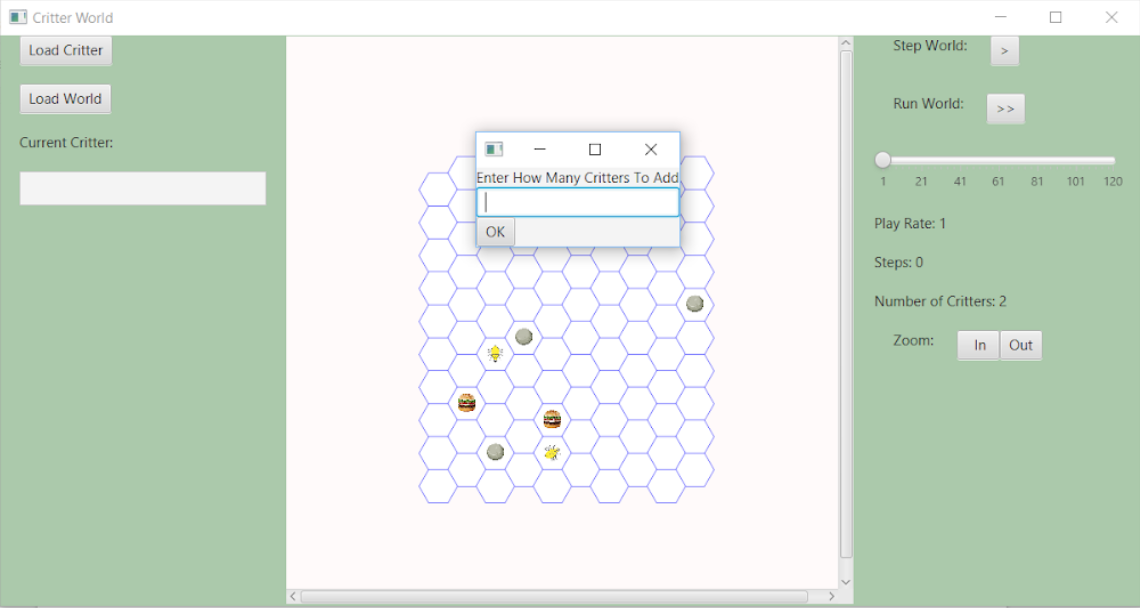 Critter World
Load Critter
Load World
Current Critter:
Enter How Many Critters To Add
OK
Step World: >
Run World: >>
1 21 41 61 81 101 120
Play Rate: 1
Steps: 0
Number of Critters: 2
Zoom: In Out